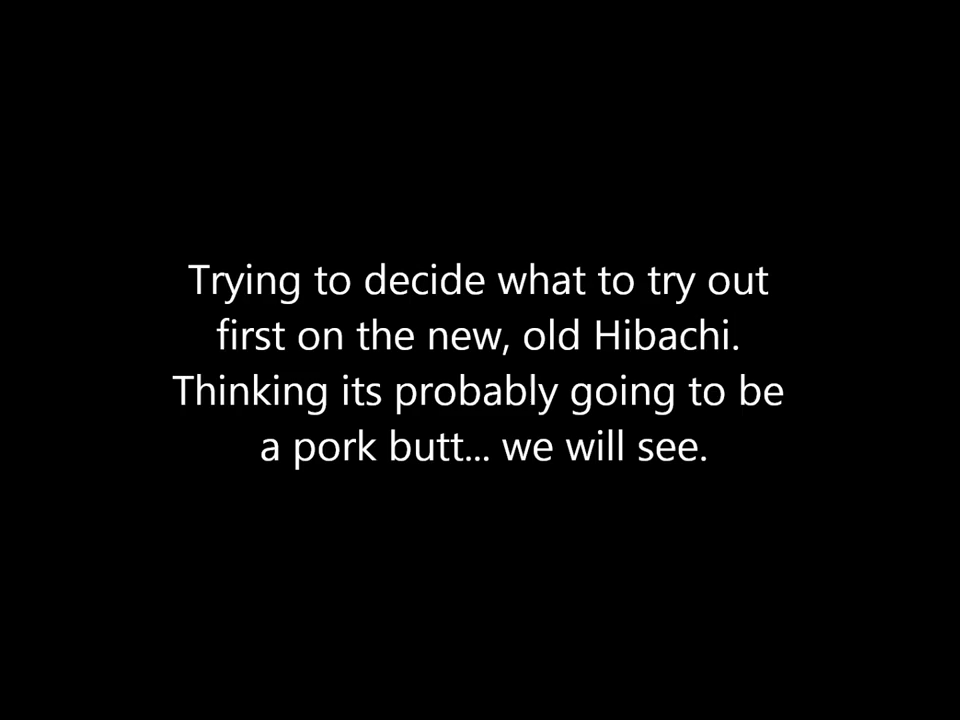 Trying to decide what to try out
first on the new, old Hibachi.
Thinking its probably going to be
a pork butt... we will see.